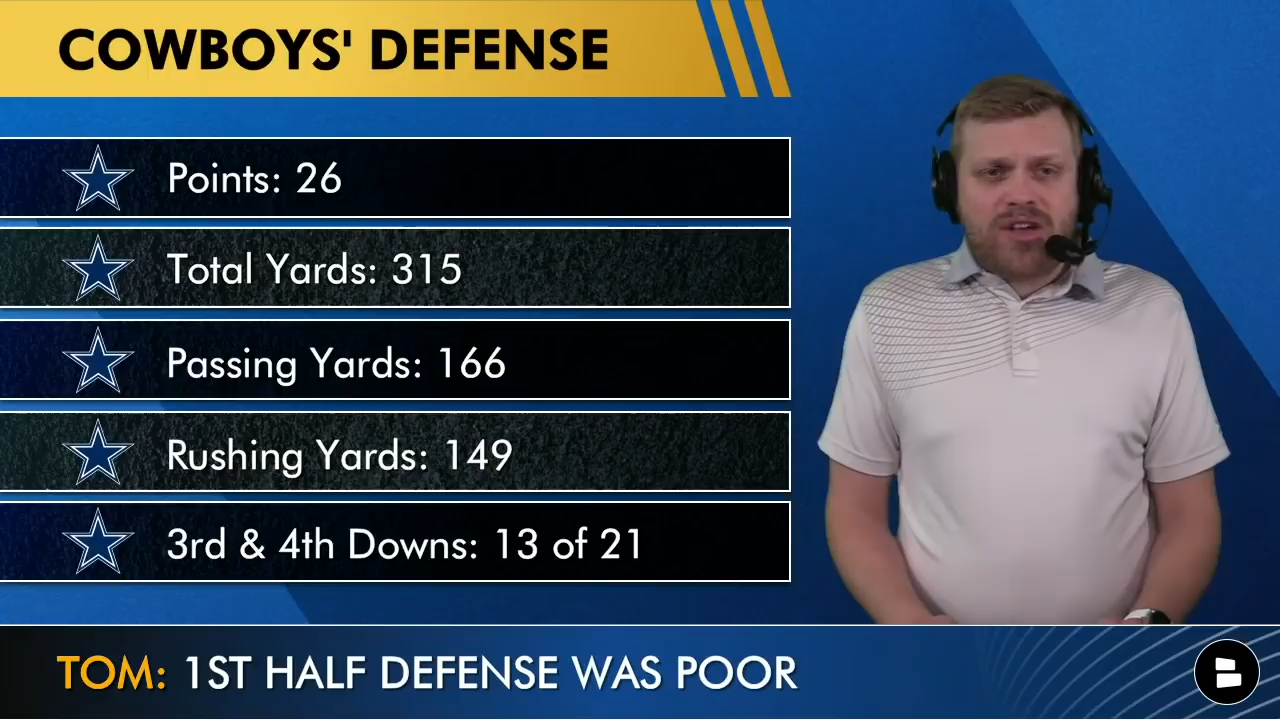 COWBOYS' DEFENSE
Points: 26
Total Yards: 315
Passing Yards: 166
Rushing Yards: 149
3rd & 4th Downs: 13 of 21
TOM: 1ST HALF DEFENSE WAS POOR